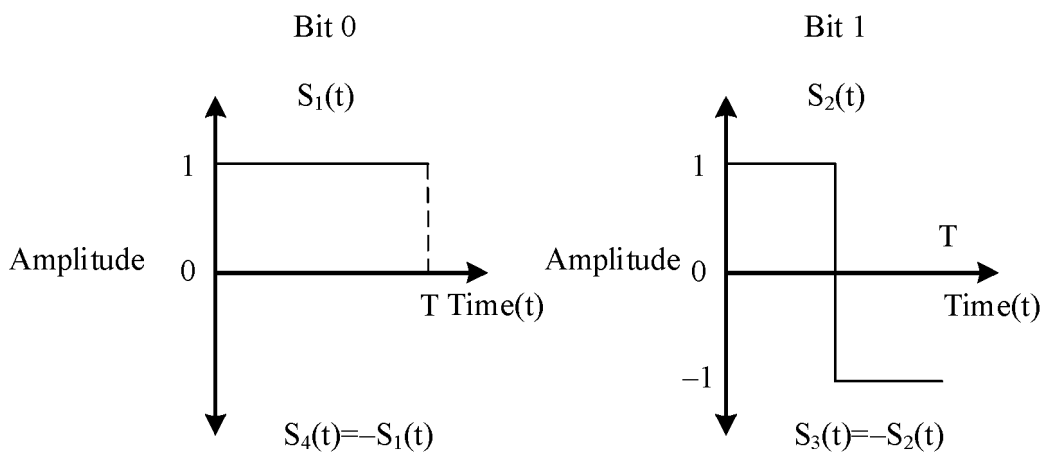 Bit 0
S₁(t)
1
Amplitude
0
T Time(t)
S₄(t)=–S₁(t)
Bit 1
S₂(t)
1
T
Amplitude
0
Time(t)
–1
S₃(t)=–S₂(t)